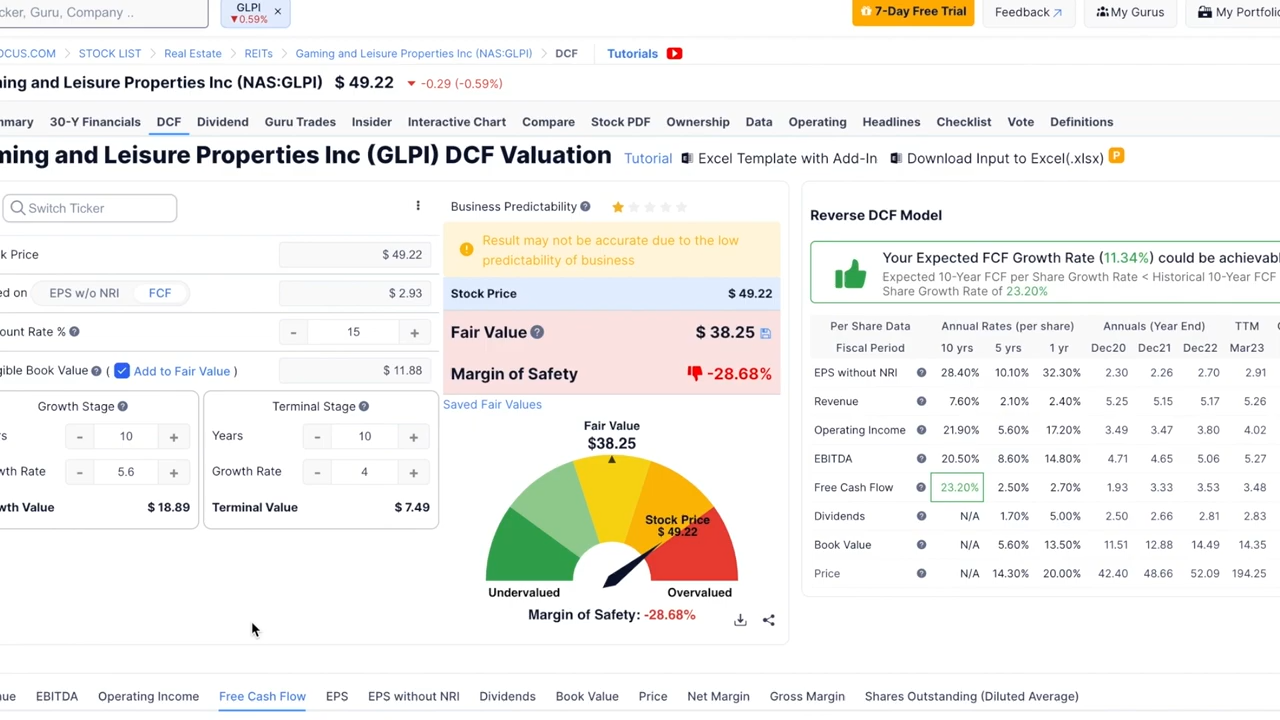 cker, Guru, Company ..
GLPI
▼0.59%
×
7-Day Free Trial
Feedback ↗
My Gurus
My Portfolio
OCUS.COM > STOCK LIST > Real Estate > REITs > Gaming and Leisure Properties Inc (NAS:GLPI) > DCF
Tutorials
ning and Leisure Properties Inc (NAS:GLPI) $ 49.22 ▼ -0.29 (-0.59%)
mmary 30-Y Financials DCF Dividend Guru Trades Insider Interactive Chart Compare Stock PDF Ownership Data Operating Headlines Checklist Vote Definitions
ming and Leisure Properties Inc (GLPI) DCF Valuation Tutorial Excel Template with Add-In Download Input to Excel(.xlsx) P
Switch Ticker
k Price $ 49.22
ed on EPS w/o NRI FCF $ 2.93
ount Rate % - 15 +
gible Book Value ( Add to Fair Value ) $ 11.88
Growth Stage
rs - 10 +
wth Rate - 5.6 +
wth Value $ 18.89
Terminal Stage
Years - 10 +
Growth Rate - 4 +
Terminal Value $ 7.49
Business Predictability
Result may not be accurate due to the low
predictability of business
Stock Price $ 49.22
Fair Value $ 38.25
Margin of Safety -28.68%
Saved Fair Values
Fair Value
$38.25
Stock Price
$ 49.22
Undervalued Overvalued
Margin of Safety: -28.68%
Reverse DCF Model
Your Expected FCF Growth Rate (11.34%) could be achievabl
Expected 10-Year FCF per Share Growth Rate < Historical 10-Year FCF
Share Growth Rate of 23.20%
Per Share Data Annual Rates (per share) Annuals (Year End) TTM
Fiscal Period 10 yrs 5 yrs 1 yr Dec20 Dec21 Dec22 Mar23
EPS without NRI 28.40% 10.10% 32.30% 2.30 2.26 2.70 2.91
Revenue 7.60% 2.10% 2.40% 5.25 5.15 5.17 5.26
Operating Income 21.90% 5.60% 17.20% 3.49 3.47 3.80 4.02
EBITDA 20.50% 8.60% 14.80% 4.71 4.65 5.06 5.27
Free Cash Flow 23.20% 2.50% 2.70% 1.93 3.33 3.53 3.48
Dividends N/A 1.70% 5.00% 2.50 2.66 2.81 2.83
Book Value N/A 5.60% 13.50% 11.51 12.88 14.49 14.35
Price N/A 14.30% 20.00% 42.40 48.66 52.09 194.25
nue EBITDA Operating Income Free Cash Flow EPS EPS without NRI Dividends Book Value Price Net Margin Gross Margin Shares Outstanding (Diluted Average)